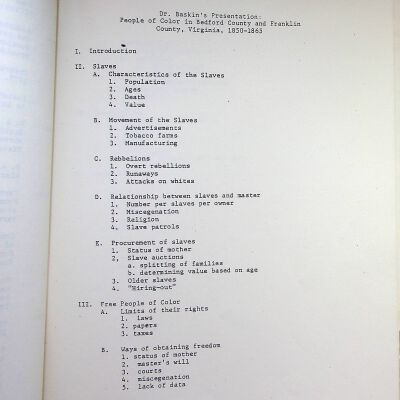 Dr. Baskin's Presentation:
People of Color in Bedford County and Franklin
County, Virginia, 1850-1863
I. Introduction
II. Slaves
A. Characteristics of the Slaves
1. Population
2. Ages
3. Death
4. Value
B. Movement of the Slaves
1. Advertisements
2. Tobacco farms
3. Manufacturing
C. Rebbelions
1. Overt rebellions
2. Runaways
3. Attacks on whites
D. Relationship between slaves and master
1. Number per slaves per owner
2. Miscegenation
3. Religion
4. Slave patrols
E. Procurement of slaves
1. Status of mother
2. Slave auctions
a. splitting of families
b. determining value based on age
3. Older slaves
4. "Hiring-out"
III. Free People of Color
A. Limits of their rights
1. laws
2. papers
3. taxes
B. Ways of obtaining freedom
1. status of mother
2. master's will
3. courts
4. miscegenation
5. lack of data